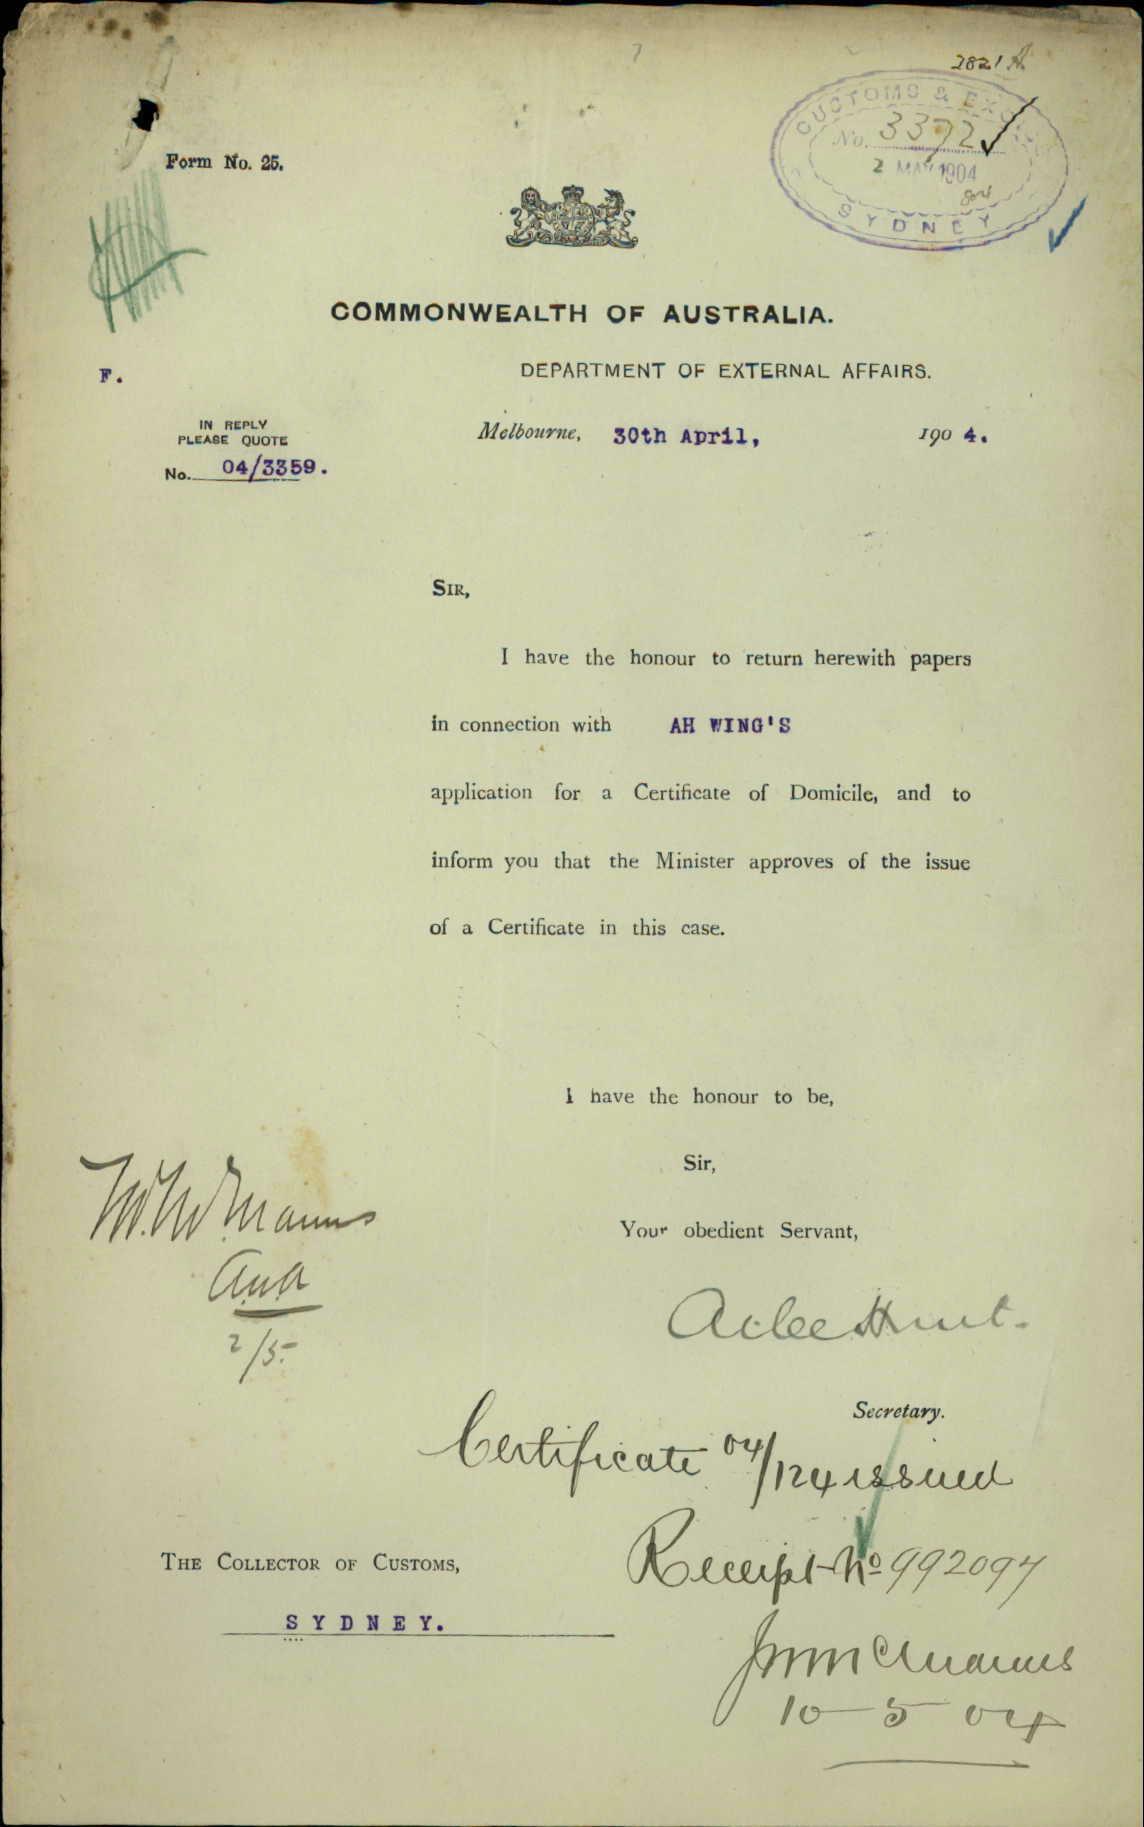 2821
CUSTOMS & EXCISE
No. 3372
2 MAY 1904
SYDNEY
Form No. 25.
COMMONWEALTH OF AUSTRALIA.
F.
DEPARTMENT OF EXTERNAL AFFAIRS.
IN REPLY
PLEASE QUOTE
No. 04/3359.
Melbourne, 30th April, 1904.
SIR,
I have the honour to return herewith papers
in connection with AH WING'S
application for a Certificate of Domicile, and to
inform you that the Minister approves of the issue
of a Certificate in this case.
I have the honour to be,
Sir,
Your obedient Servant,
Atlee Hunt.
Secretary.
2/5.
Certificate 04/124 issued
Receipt No 992097
THE COLLECTOR OF CUSTOMS,
SYDNEY.
10-5-04